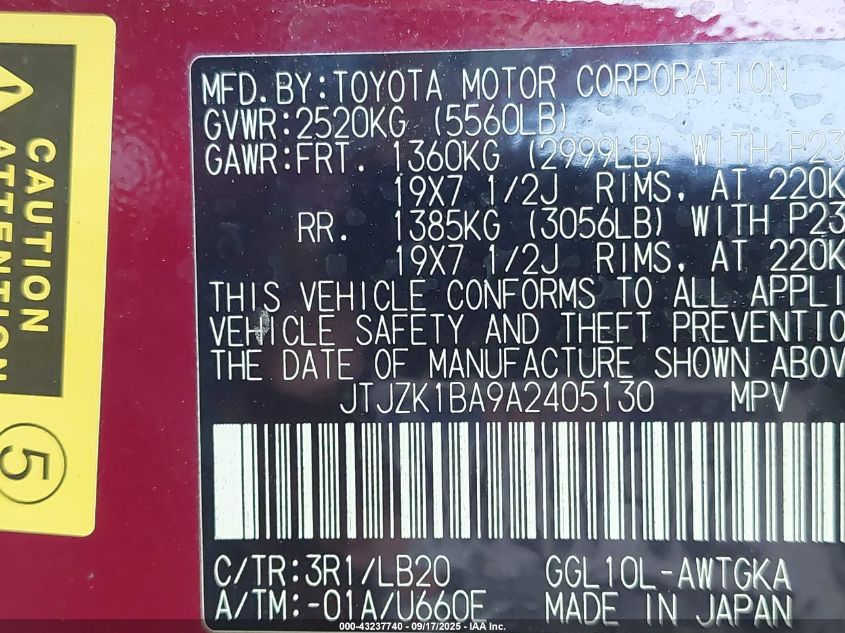 CAUTION
ATTENTION
5
MFD.BY:TOYOTA MOTOR CORPORATION
GVWR:2520KG (5560LB)
GAWR:FRT. 1360KG (2999LB) WITH P23
19X7 1/2J RIMS, AT 220K
RR. 1385KG (3056LB) WITH P23
19X7 1/2J RIMS, AT 220K
THIS VEHICLE CONFORMS TO ALL APPLI
VEHICLE SAFETY AND THEFT PREVENTIO
THE DATE OF MANUFACTURE SHOWN ABOV
JTJZK1BA9A2405130 MPV
C/TR:3R1/LB20 GGL10L-AWTGKA
A/TM:-01A/U660E MADE IN JAPAN
000-43237740 - 09/17/2025 - IAA Inc.